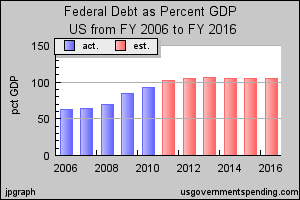 Federal Debt as Percent GDP
US from FY 2006 to FY 2016
act. est.
pct GDP
150
100
50
0
2006 2008 2010 2012 2014 2016
jpgraph usgovernmentspending.com